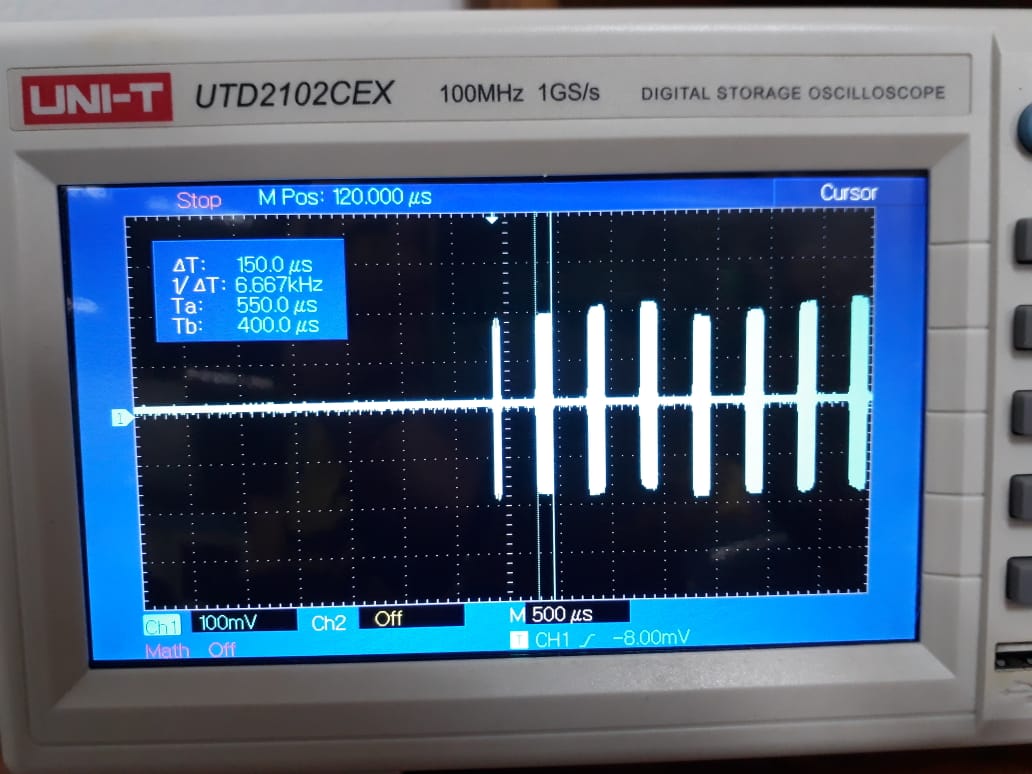 UNI-T UTD2102CEX 100MHz 1GS/s DIGITAL STORAGE OSCILLOSCOPE
Stop M Pos: 120.000 µs Cursor
ΔT: 150.0 µs
1/ΔT: 6.667kHz
Ta: 550.0 µs
Tb: 400.0 µs
1
Ch1 100mV Ch2 Off M 500 µs
T CH1 -8.00mV
Math Off